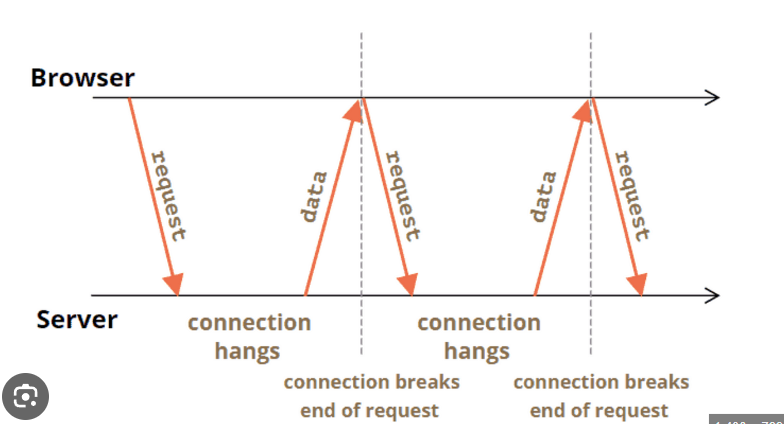 Browser
request
data
request
data
request
Server
connection
hangs
connection
hangs
connection breaks
end of request
connection breaks
end of request